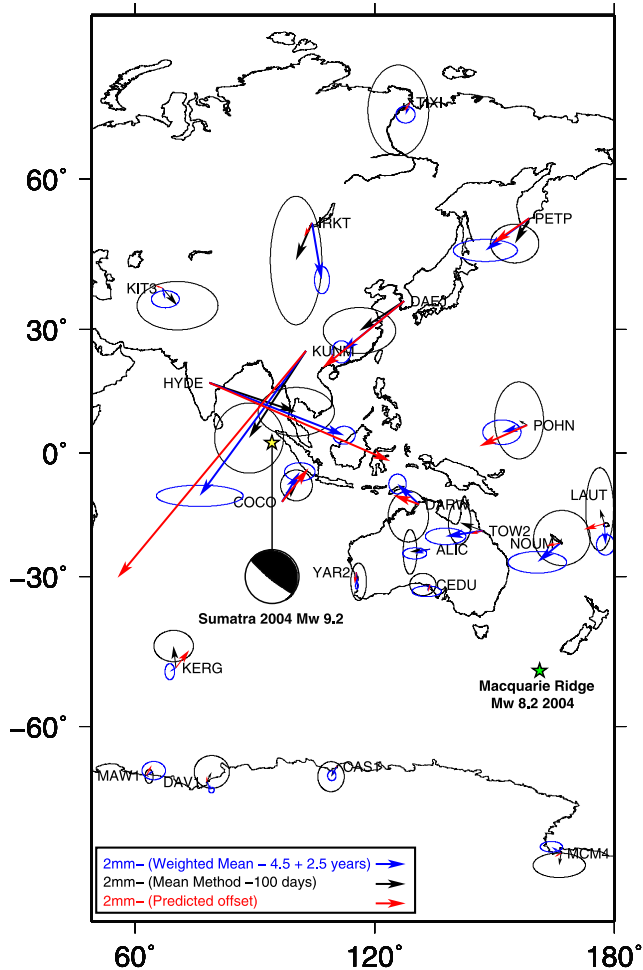 TIXI
60°
IRKT
PETP
KIT3
DAEJ
30°
KUNM
HYDE
POHN
0°
LAUT
COCO
DARW
TOW2
NOUM
ALIC
YAR2
CEDU
−30°
Sumatra 2004 Mw 9.2
KERG
Macquarie Ridge
Mw 8.2 2004
−60°
CAS1
MAW1
DAV1
MCM4
2mm− (Weighted Mean − 4.5 + 2.5 years)
2mm− (Mean Method −100 days)
2mm− (Predicted offset)
60°
120°
180°